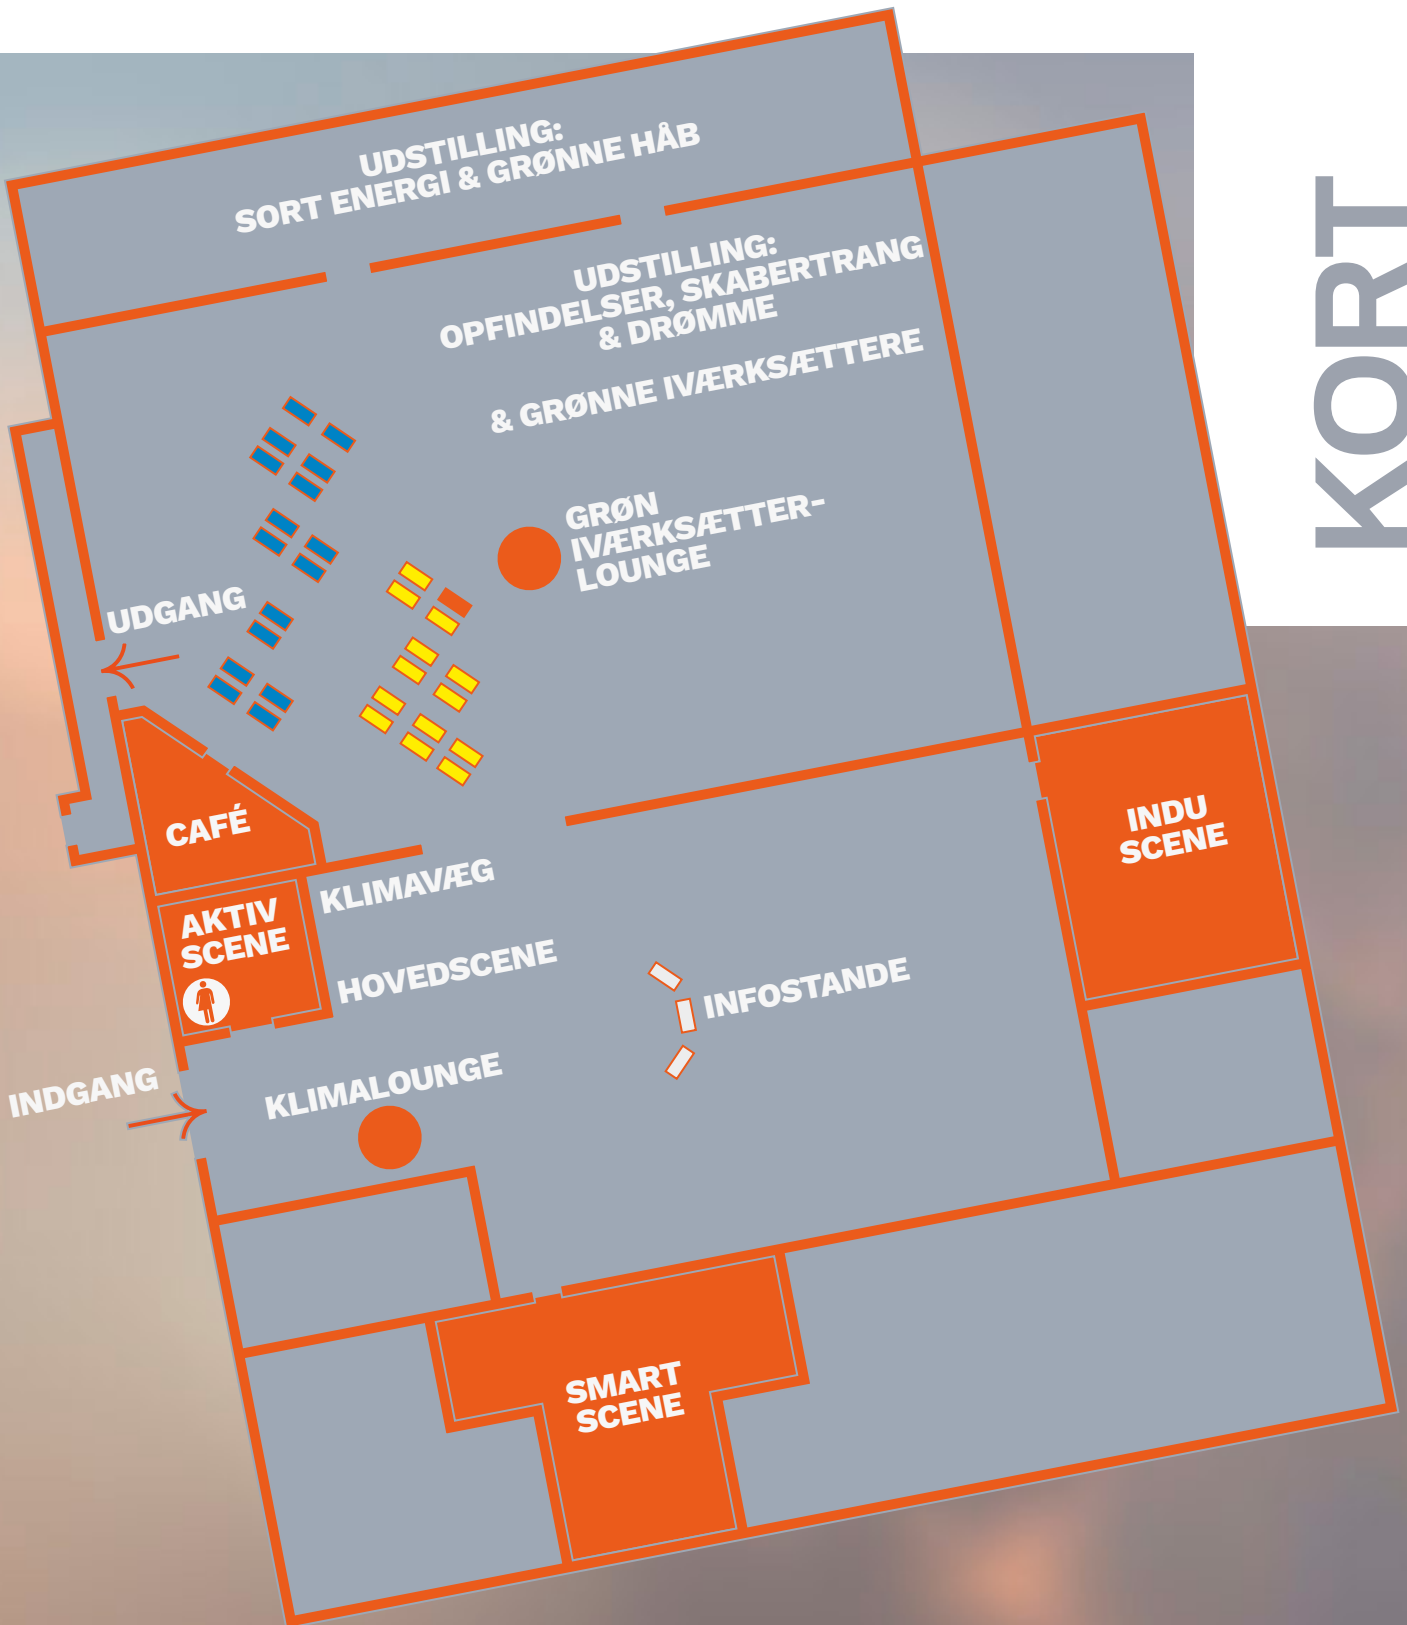 KORT
UDSTILLING:
SORT ENERGI & GRØNNE HÅB
UDSTILLING:
OPFINDELSER, SKABERTRANG
& DRØMME
& GRØNNE IVÆRKSÆTTERE
GRØN
IVÆRKSÆTTER-
LOUNGE
UDGANG
CAFÉ
INDU
SCENE
KLIMAVÆG
AKTIV
SCENE
HOVEDSCENE
INFOSTANDE
INDGANG
KLIMALOUNGE
SMART
SCENE